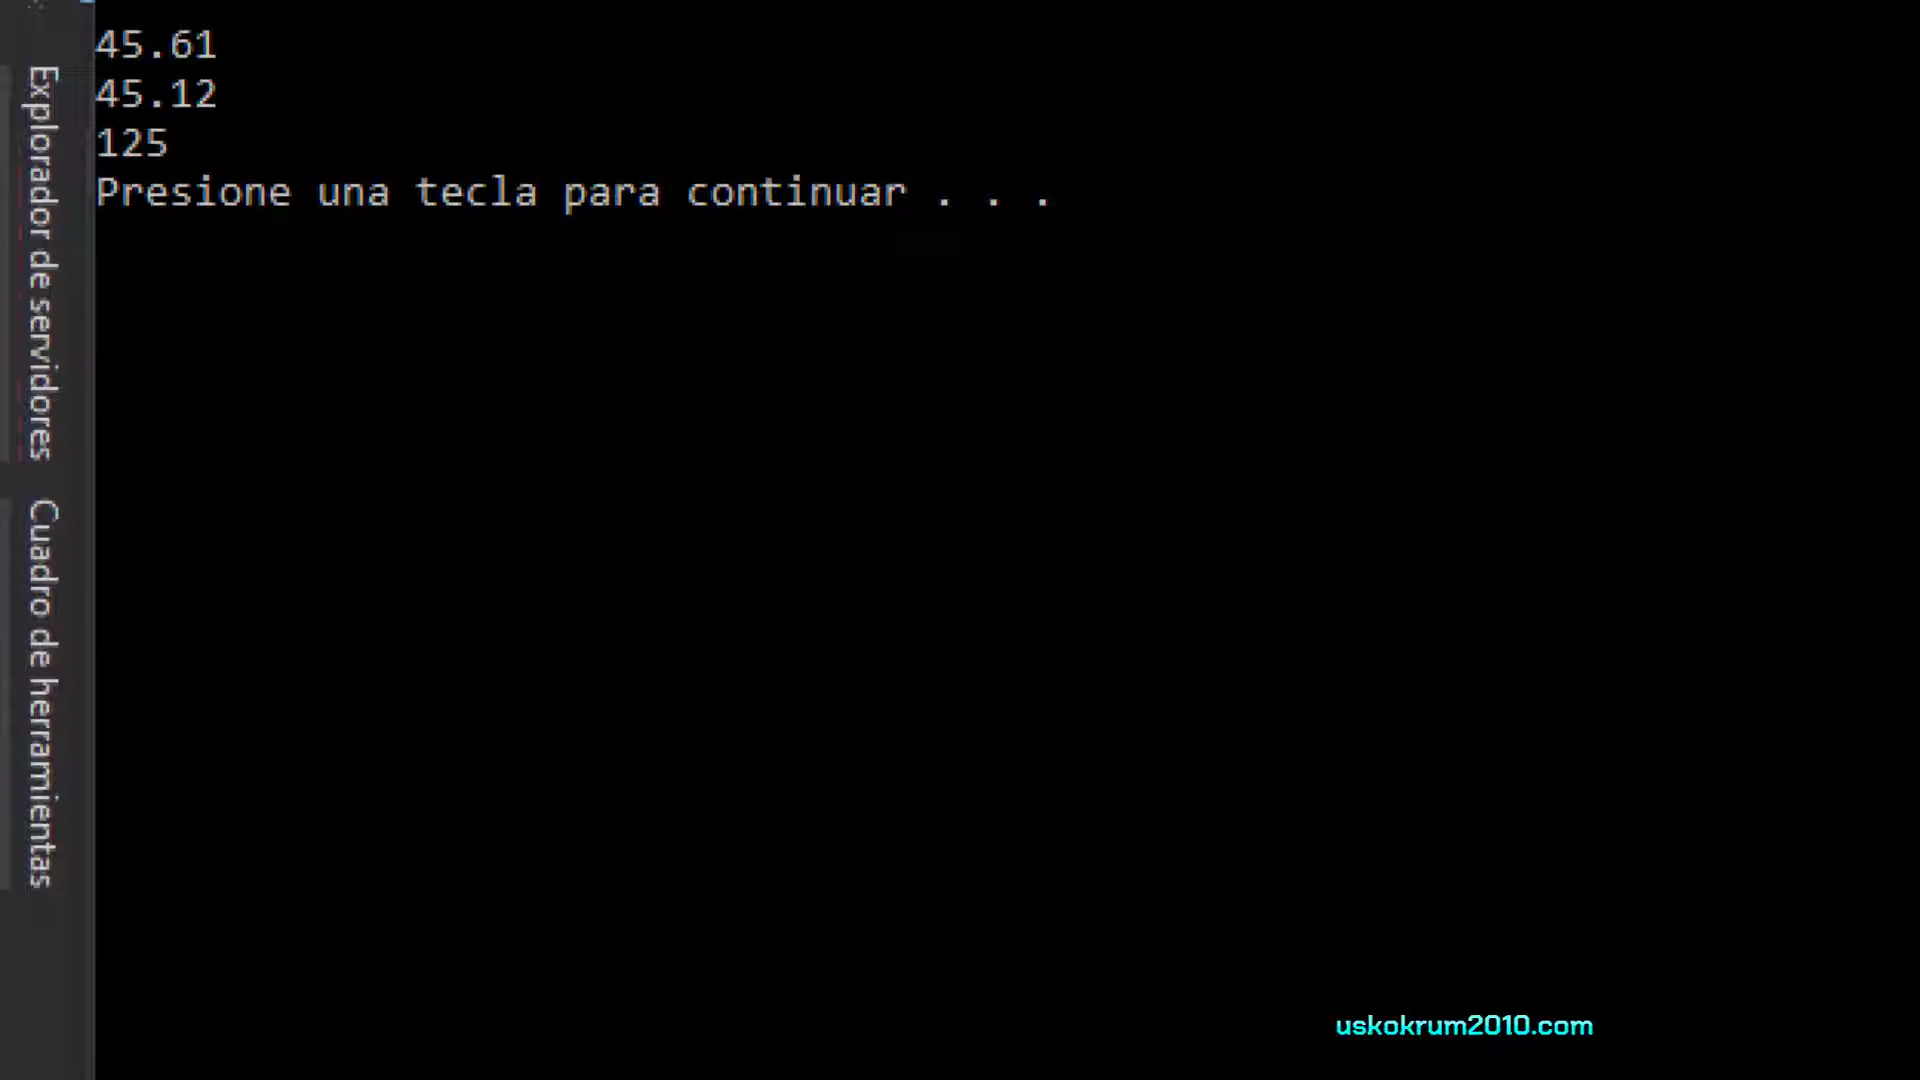 45.61
45.12
125
Presione una tecla para continuar . . .
Explorador de servidores
Cuadro de herramientas
uskokrum2010.com